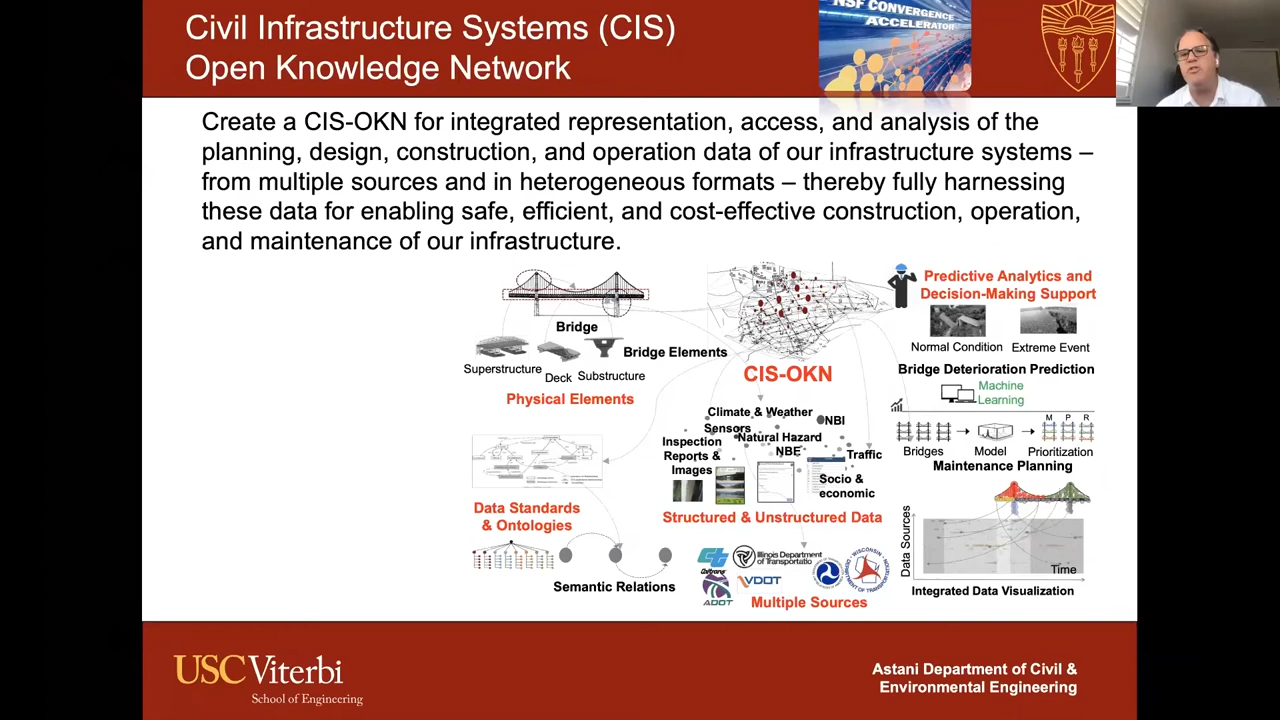 Civil Infrastructure Systems (CIS)
Open Knowledge Network
NSF CONVERGENCE
ACCELERATOR
Create a CIS-OKN for integrated representation, access, and analysis of the
planning, design, construction, and operation data of our infrastructure systems –
from multiple sources and in heterogeneous formats – thereby fully harnessing
these data for enabling safe, efficient, and cost-effective construction, operation,
and maintenance of our infrastructure.
Bridge
Bridge Elements
Superstructure
Deck
Substructure
Physical Elements
CIS-OKN
Predictive Analytics and
Decision-Making Support
Normal Condition
Extreme Event
Bridge Deterioration Prediction
Machine
Learning
M P R
Bridges
Model
Prioritization
Maintenance Planning
Climate & Weather
Sensors
NBI
Natural Hazard
Inspection
Reports &
Images
NBE
Traffic
Socio &
economic
Structured & Unstructured Data
Data Standards
& Ontologies
Semantic Relations
Caltrans
Illinois Department
of Transportatio
ADOT
VDOT
WISCONSIN
DEPARTMENT OF TRANSPORTATION
Multiple Sources
Data Sources
Time
Integrated Data Visualization
USC Viterbi
School of Engineering
Astani Department of Civil &
Environmental Engineering